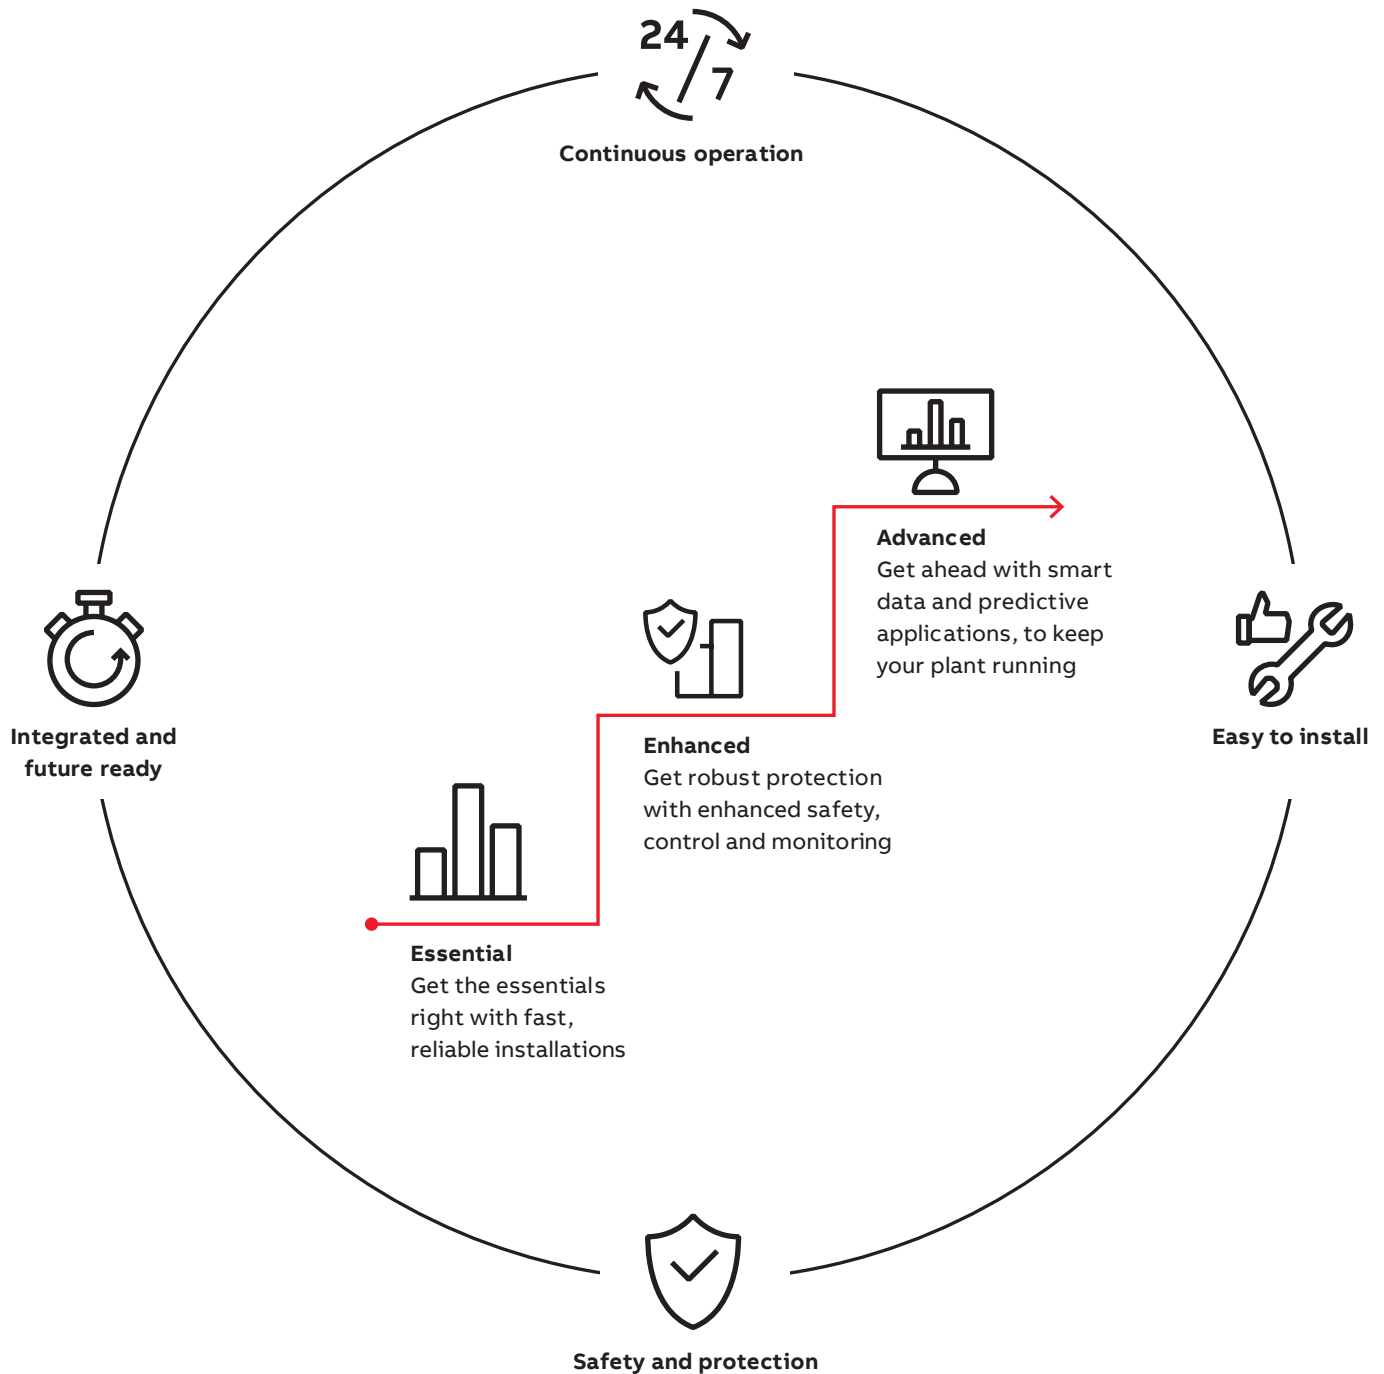 24
7
Continuous operation
Advanced
Get ahead with smart
data and predictive
applications, to keep
your plant running
Integrated and
future ready
Easy to install
Enhanced
Get robust protection
with enhanced safety,
control and monitoring
Essential
Get the essentials
right with fast,
reliable installations
Safety and protection